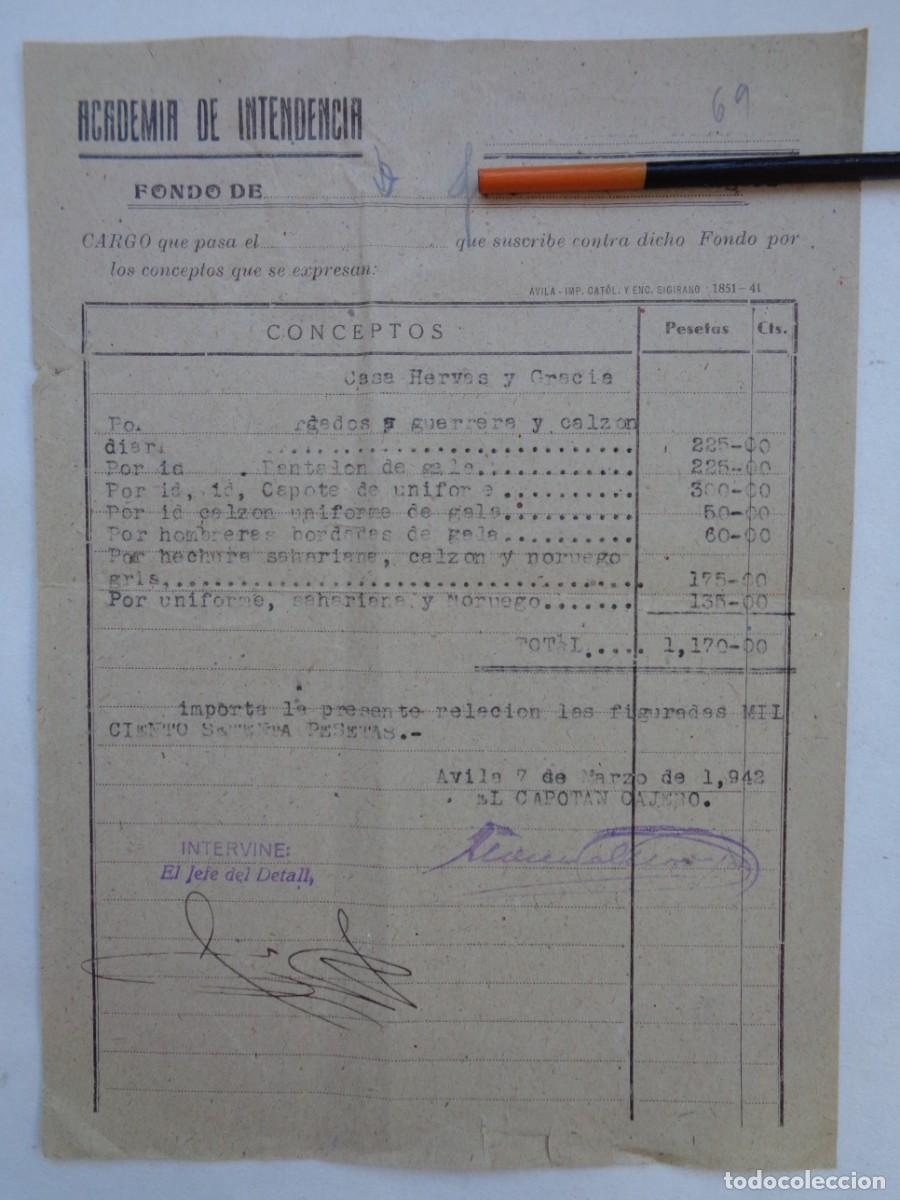 69
ACADEMIA DE INTENDENCIA
FONDO DE
CARGO que pasa el que suscribe contra dicho Fondo por
los conceptos que se expresan:
AVILA - IMP. CATÓL. Y ENC. SIGIRANO 1851 - 41
CONCEPTOS Pesetas Cts.
Casa Hervas y Gracia
guerrera y calzon
225-00
Por id Pantalon de gala 225-00
Por id, id, Capote de uniforme 300-00
Por id calzon uniforme de gala 50-00
Por hombreras bordadas de gala 60-00
Por hechura sahariana, calzon y noruego
gris, 175-00
Por uniforme, sahariana y Noruego 135-00
TOTAL 1,170-00
importa la presente relacion las figuradas MIL
CIENTO SETENTA PESETAS.-
Avila 7 de Marzo de 1,942
EL CAPOTAN CAJERO.
INTERVINE:
El Jefe del Detall,
todocoleccion